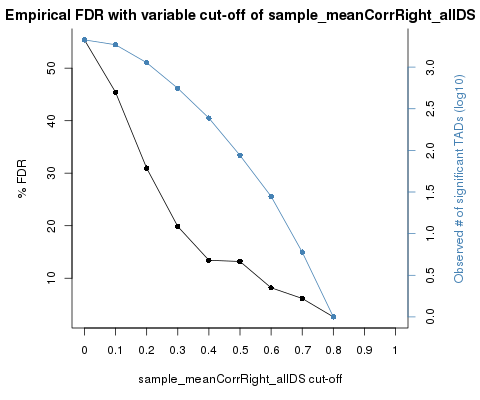 Empirical FDR with variable cut-off of sample_meanCorrRight_allDS
% FDR
50
40
30
20
10
3.0
2.5
2.0
1.5
1.0
0.5
0.0
Observed # of significant TADs (log10)
0 0.1 0.2 0.3 0.4 0.5 0.6 0.7 0.8 0.9 1
sample_meanCorrRight_allDS cut-off